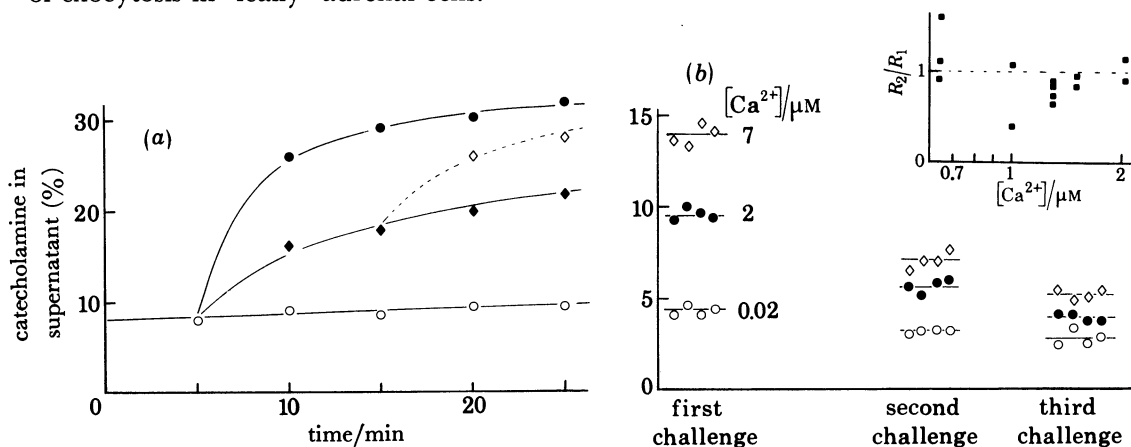 of exocytosis in "leaky" adrenal cells.
(a)
30
20
10
0
10
20
time/min
catecholamine in
supernatant (%)
(b)
[Ca²⁺]/μM
15
10
5
0
7
2
0.02
first
challenge
second
challenge
third
challenge
R₂/R₁
1
0
0.7
1
2
[Ca²⁺]/μM